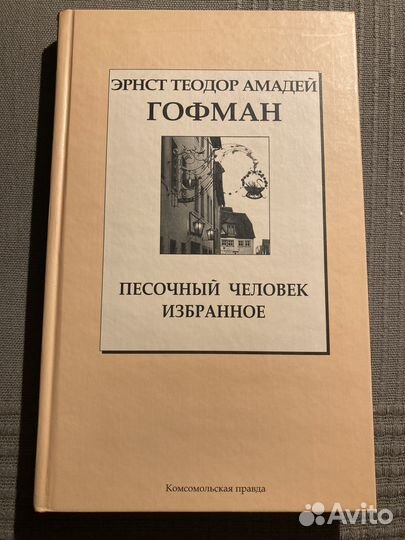 ЭРНСТ ТЕОДОР АМАДЕЙ
ГОФМАН
ПЕСОЧНЫЙ ЧЕЛОВЕК
ИЗБРАННОЕ
Комсомольская правда
Avito